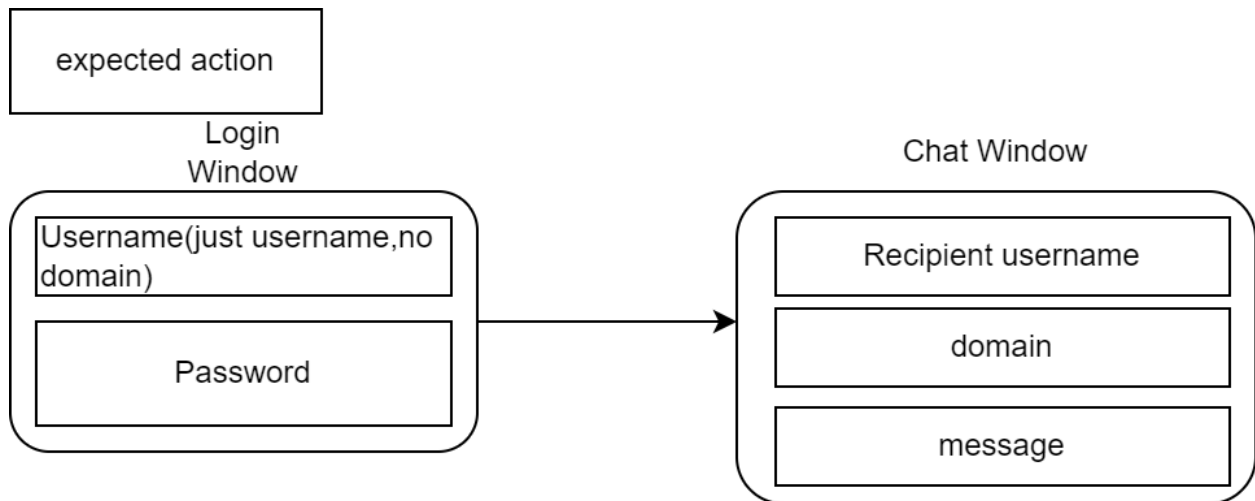 expected action
Login
Window
Username(just username,no
domain)
Password
Chat Window
Recipient username
domain
message